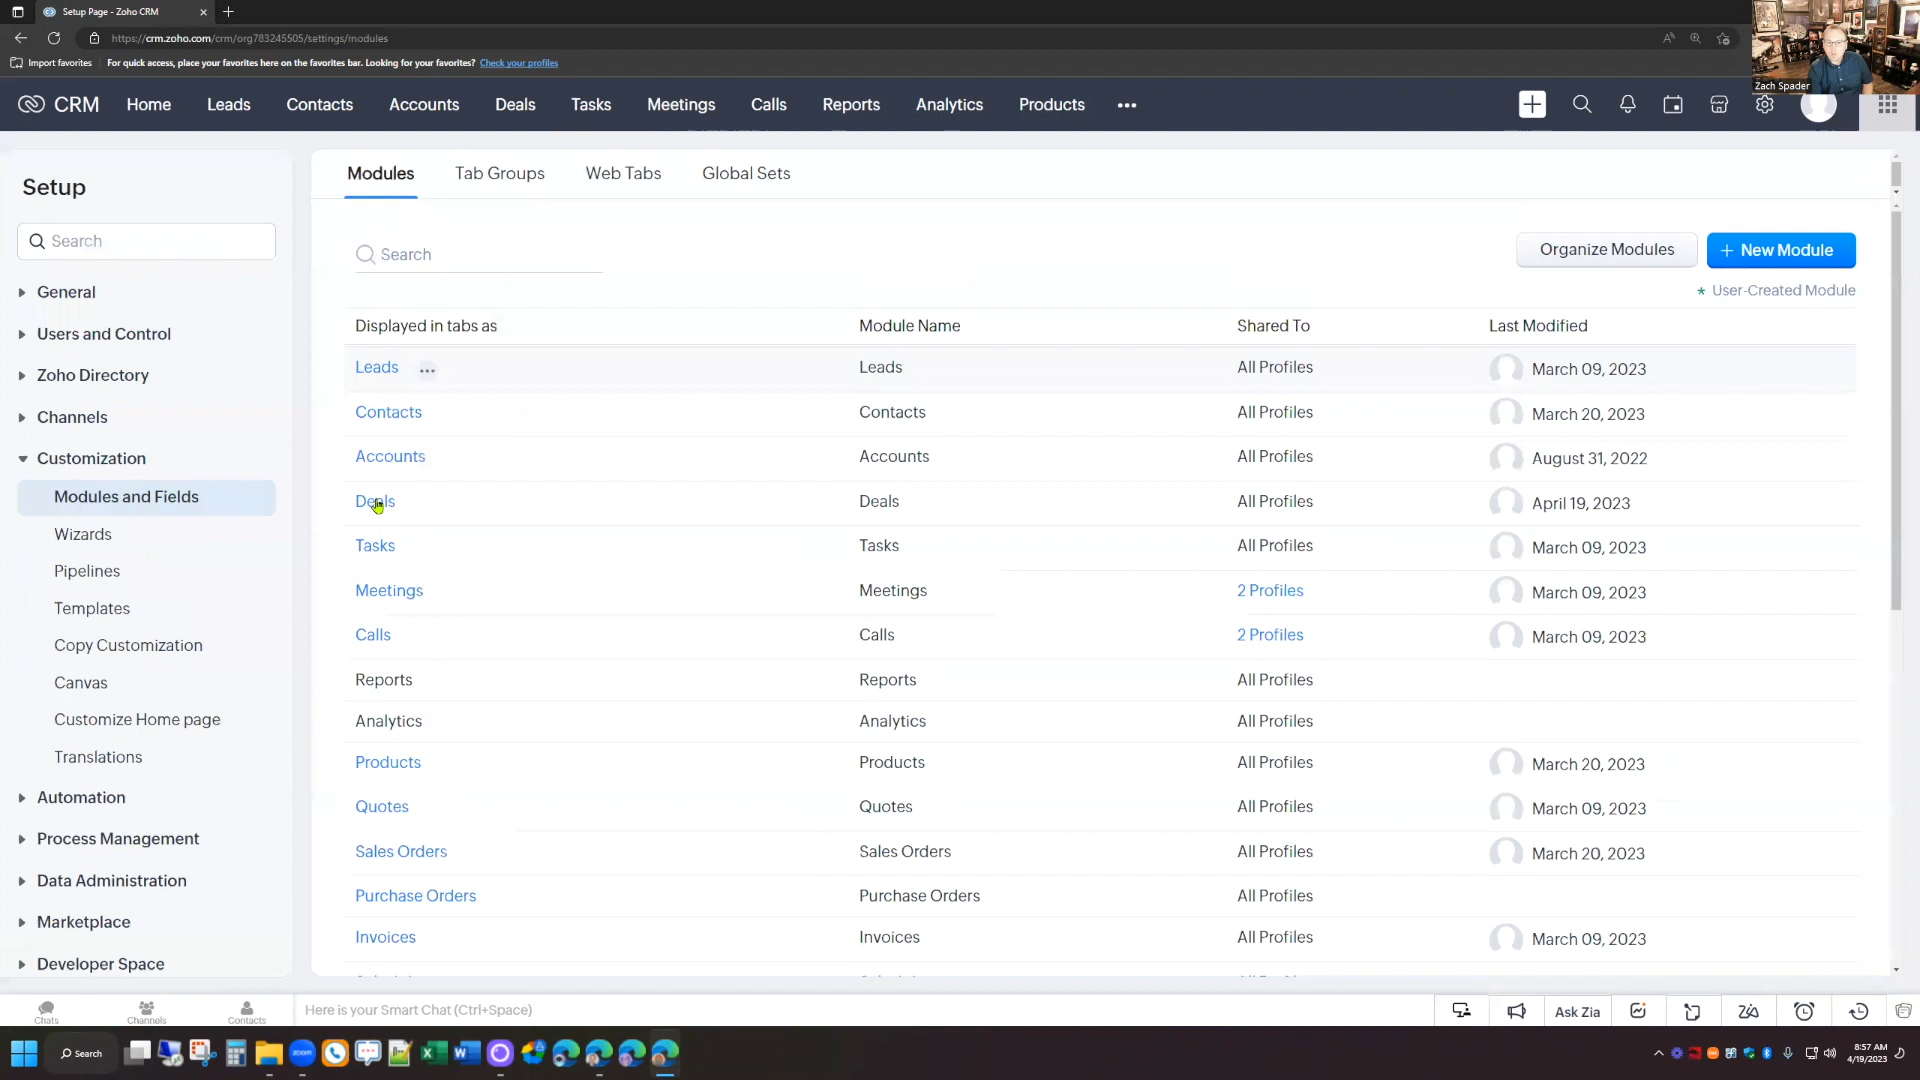 Setup Page - Zoho CRM
https://crm.zoho.com/crm/org783245505/settings/modules
Import favorites
For quick access, place your favorites here on the favorites bar. Looking for your favorites? Check your profiles
Zach Spader
CRM Home Leads Contacts Accounts Deals Tasks Meetings Calls Reports Analytics Products
Setup
Search
General
Users and Control
Zoho Directory
Channels
Customization
Modules and Fields
Wizards
Pipelines
Templates
Copy Customization
Canvas
Customize Home page
Translations
Automation
Process Management
Data Administration
Marketplace
Developer Space
Modules Tab Groups Web Tabs Global Sets
Search
Organize Modules
+ New Module
* User-Created Module
Displayed in tabs as Module Name Shared To Last Modified
Leads ... Leads All Profiles March 09, 2023
Contacts Contacts All Profiles March 20, 2023
Accounts Accounts All Profiles August 31, 2022
Deals Deals All Profiles April 19, 2023
Tasks Tasks All Profiles March 09, 2023
Meetings Meetings 2 Profiles March 09, 2023
Calls Calls 2 Profiles March 09, 2023
Reports Reports All Profiles
Analytics Analytics All Profiles
Products Products All Profiles March 20, 2023
Quotes Quotes All Profiles March 09, 2023
Sales Orders Sales Orders All Profiles March 20, 2023
Purchase Orders Purchase Orders All Profiles
Invoices Invoices All Profiles March 09, 2023
Chats Channels Contacts
Here is your Smart Chat (Ctrl+Space)
Ask Zia
Search
zoom
8:57 AM
4/19/2023